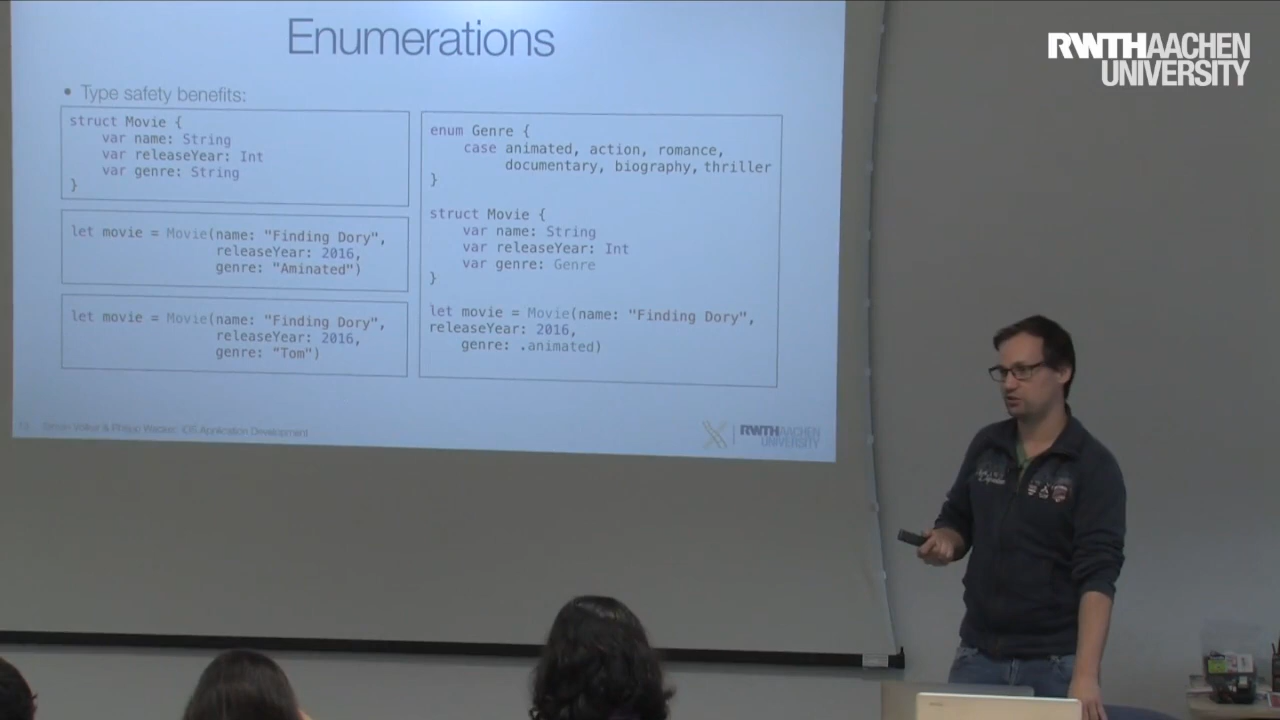 Enumerations
• Type safety benefits:
struct Movie {
var name: String
var releaseYear: Int
var genre: String
}
let movie = Movie(name: "Finding Dory",
releaseYear: 2016,
genre: "Aminated")
let movie = Movie(name: "Finding Dory",
releaseYear: 2016,
genre: "Tom")
enum Genre {
case animated, action, romance,
documentary, biography, thriller
}
struct Movie {
var name: String
var releaseYear: Int
var genre: Genre
}
let movie = Movie(name: "Finding Dory",
releaseYear: 2016,
genre: .animated)
iOS Application Development
RWTHAACHEN
UNIVERSITY
RWTHAACHEN
UNIVERSITY